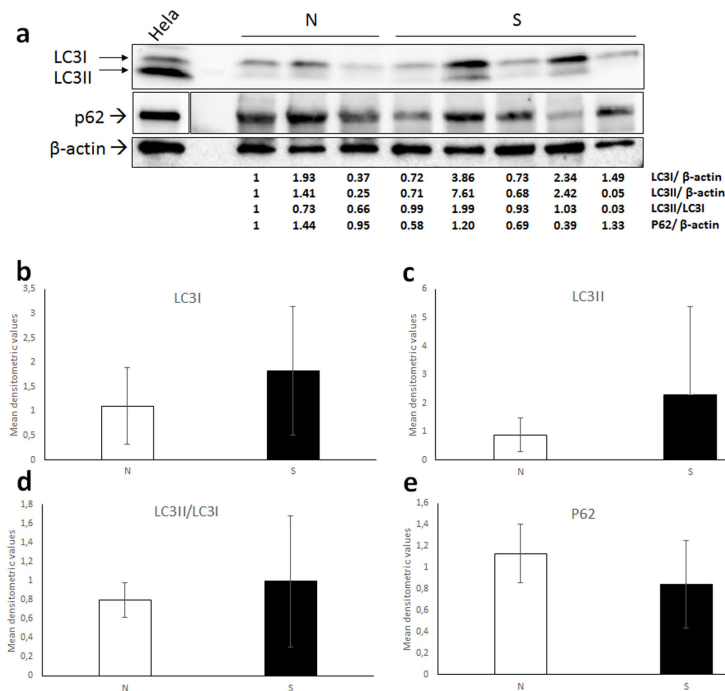 a
Hela
N
S
LC3I
LC3II
p62
β-actin
1 1.93 0.37 0.72 3.86 0.73 2.34 1.49 LC3I/ β-actin
1 1.41 0.25 0.71 7.61 0.68 2.42 0.05 LC3II/ β-actin
1 0.73 0.66 0.99 1.99 0.93 1.03 0.03 LC3II/LC3I
1 1.44 0.95 0.58 1.20 0.69 0.39 1.33 P62/ β-actin
b
LC3I
Mean densitometric values
3,5
3
2,5
2
1,5
1
0,5
0
N
S
c
LC3II
Mean densitometric values
6
5
4
3
2
1
0
N
S
d
LC3II/LC3I
Mean densitometric values
1,8
1,6
1,4
1,2
1
0,8
0,6
0,4
0,2
0
N
S
e
P62
Mean densitometric values
1,6
1,4
1,2
1
0,8
0,6
0,4
0,2
0
N
S